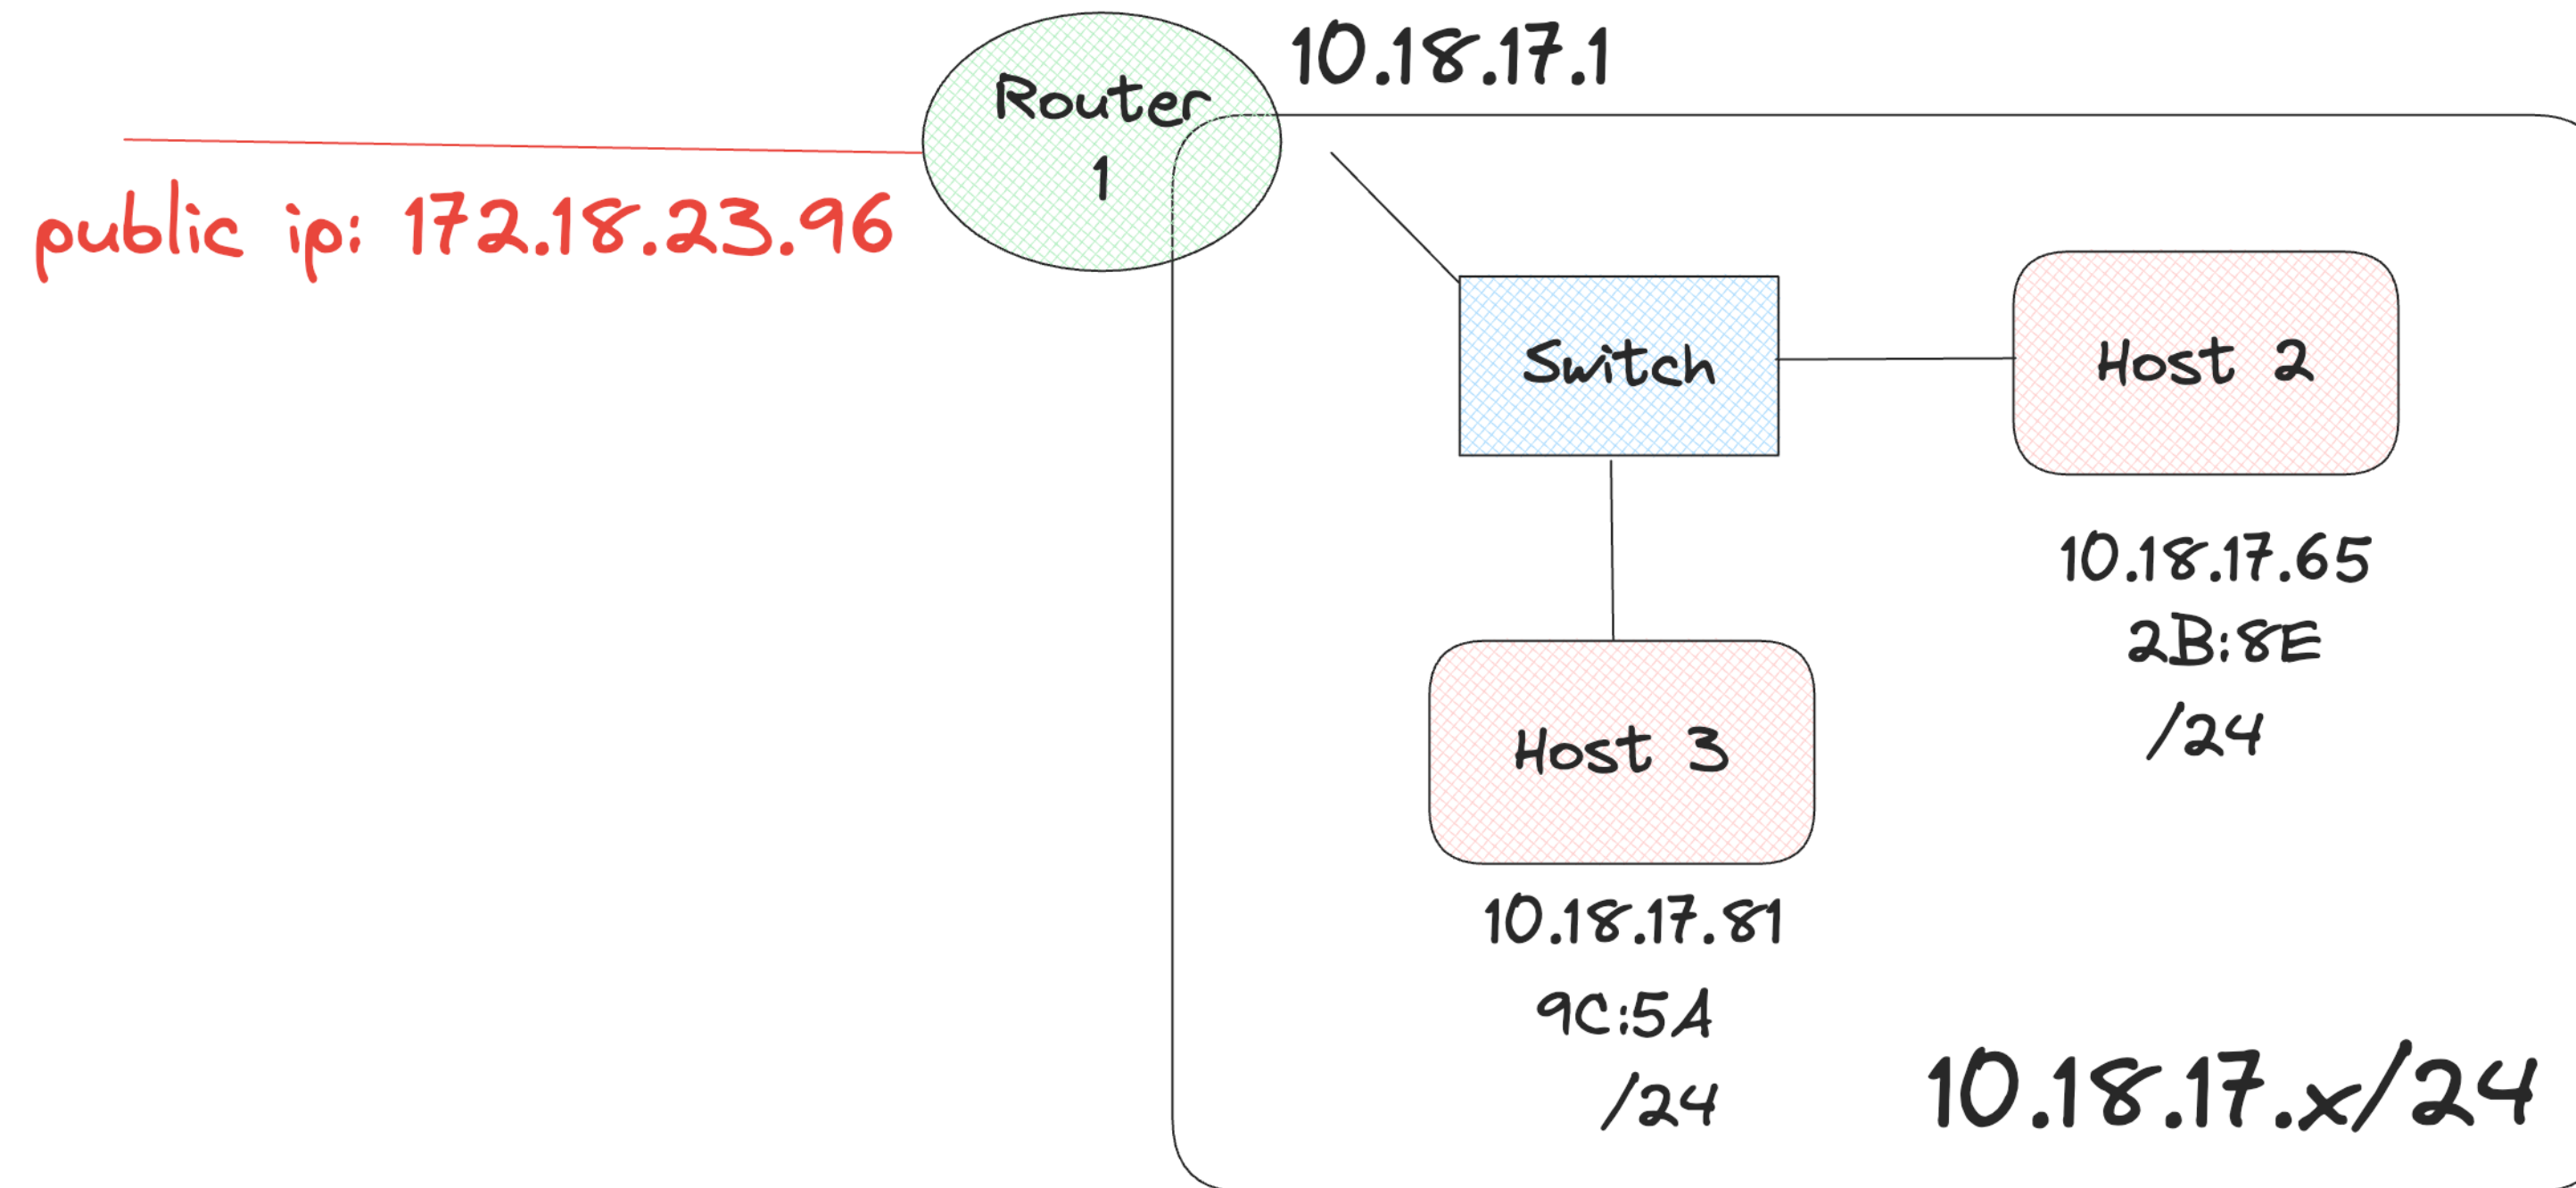 10.18.17.1
Router
1
public ip: 172.18.23.96
Switch
Host 2
10.18.17.65
2B:8E
/24
Host 3
10.18.17.81
9C:5A
/24
10.18.17.x/24